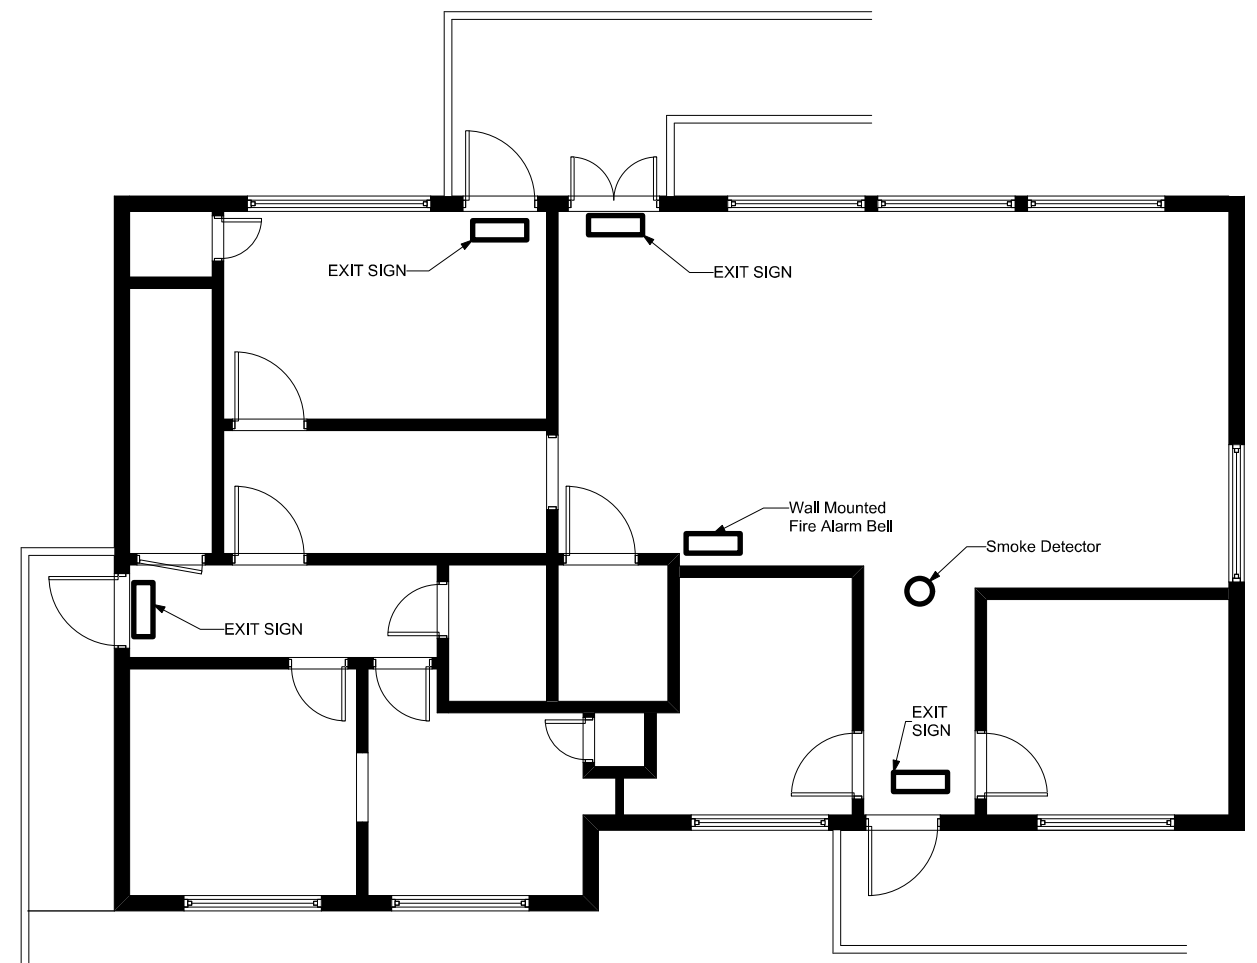 EXIT SIGN
EXIT SIGN
Wall Mounted
Fire Alarm Bell
Smoke Detector
EXIT SIGN
EXIT
SIGN